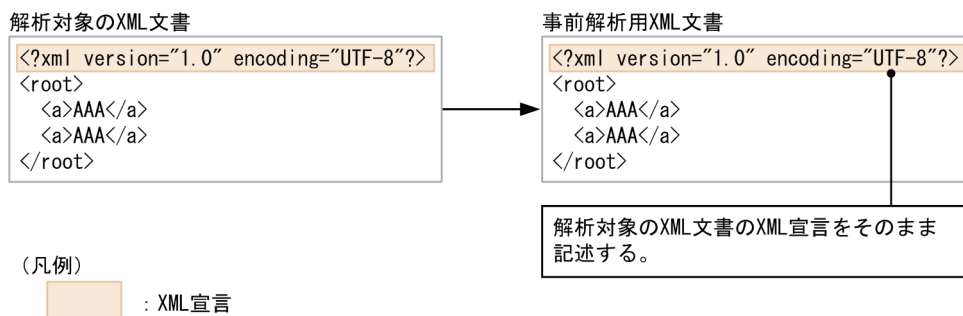 解析対象のXML文書
<?xml version="1.0" encoding="UTF-8"?>
<root>
  <a>AAA</a>
  <a>AAA</a>
</root>
事前解析用XML文書
<?xml version="1.0" encoding="UTF-8"?>
<root>
  <a>AAA</a>
  <a>AAA</a>
</root>
解析対象のXML文書のXML宣言をそのまま
記述する。
(凡例)
：XML宣言